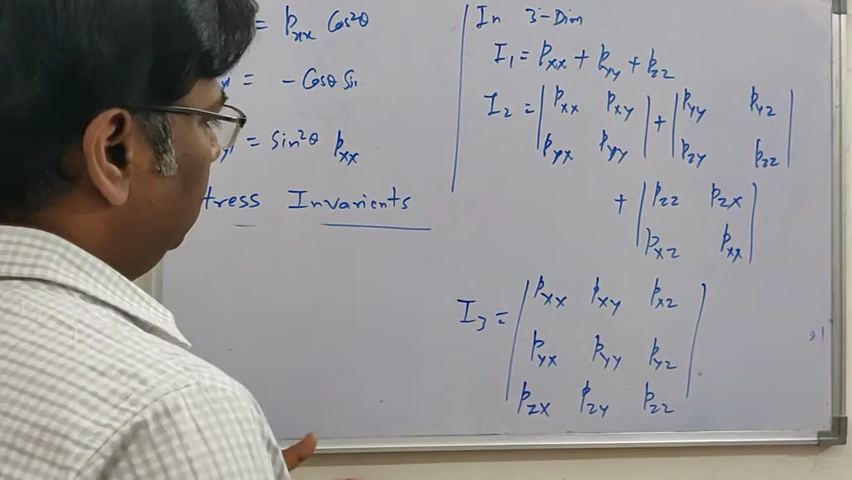 = pxx Cos²θ
= - Cosθ Sin
= Sin²θ pxx
tress Invarients
In 3-Dim
I₁ = pxx + pyy + pzz
I₂ = | pxx pxy | + | pyy pyz |
| pyx pyy | | pzy pzz |
+ | pzz pzx |
| pxz pxx |
I₃ = | pxx pxy pxz |
| pyx pyy pyz |
| pzx pzy pzz |